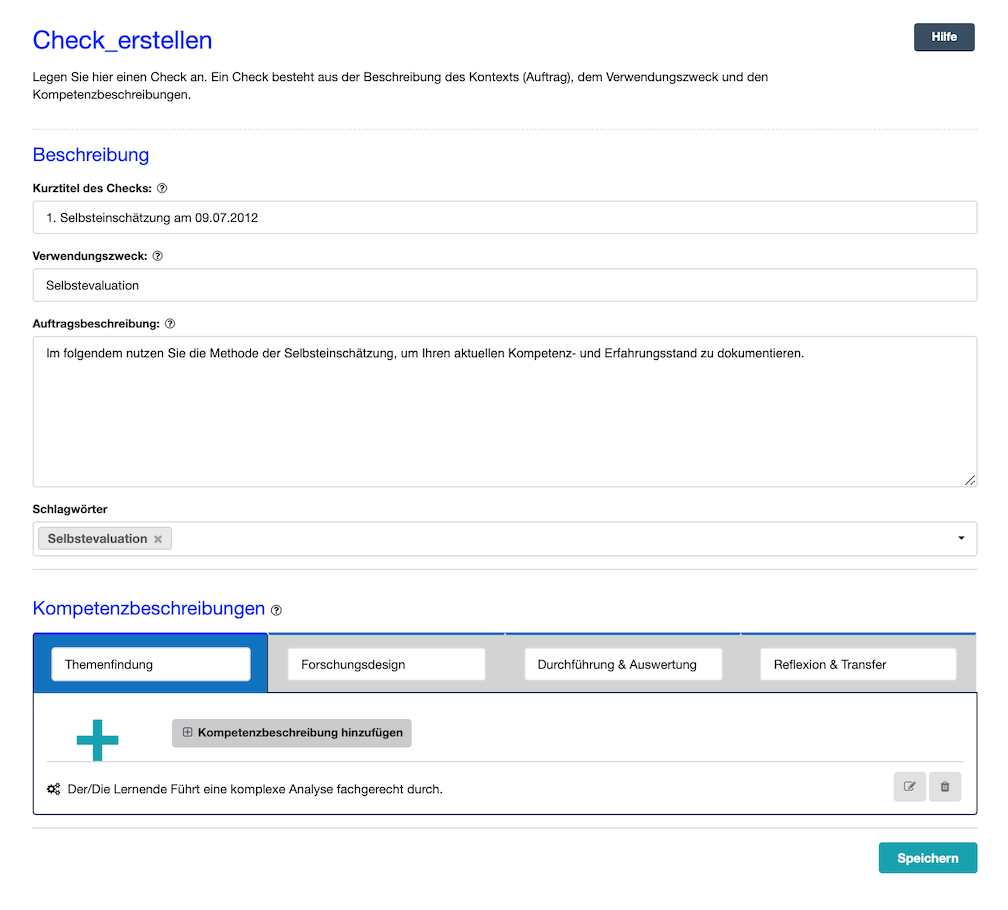 Check_erstellen
Hilfe
Legen Sie hier einen Check an. Ein Check besteht aus der Beschreibung des Kontexts (Auftrag), dem Verwendungszweck und den
Kompetenzbeschreibungen.
Beschreibung
Kurztitel des Checks:
1. Selbsteinschätzung am 09.07.2012
Verwendungszweck:
Selbstevaluation
Auftragsbeschreibung:
Im folgendem nutzen Sie die Methode der Selbsteinschätzung, um Ihren aktuellen Kompetenz- und Erfahrungsstand zu dokumentieren.
Schlagwörter
Selbstevaluation
Kompetenzbeschreibungen
Themenfindung
Forschungsdesign
Durchführung & Auswertung
Reflexion & Transfer
Kompetenzbeschreibung hinzufügen
Der/Die Lernende Führt eine komplexe Analyse fachgerecht durch.
Speichern